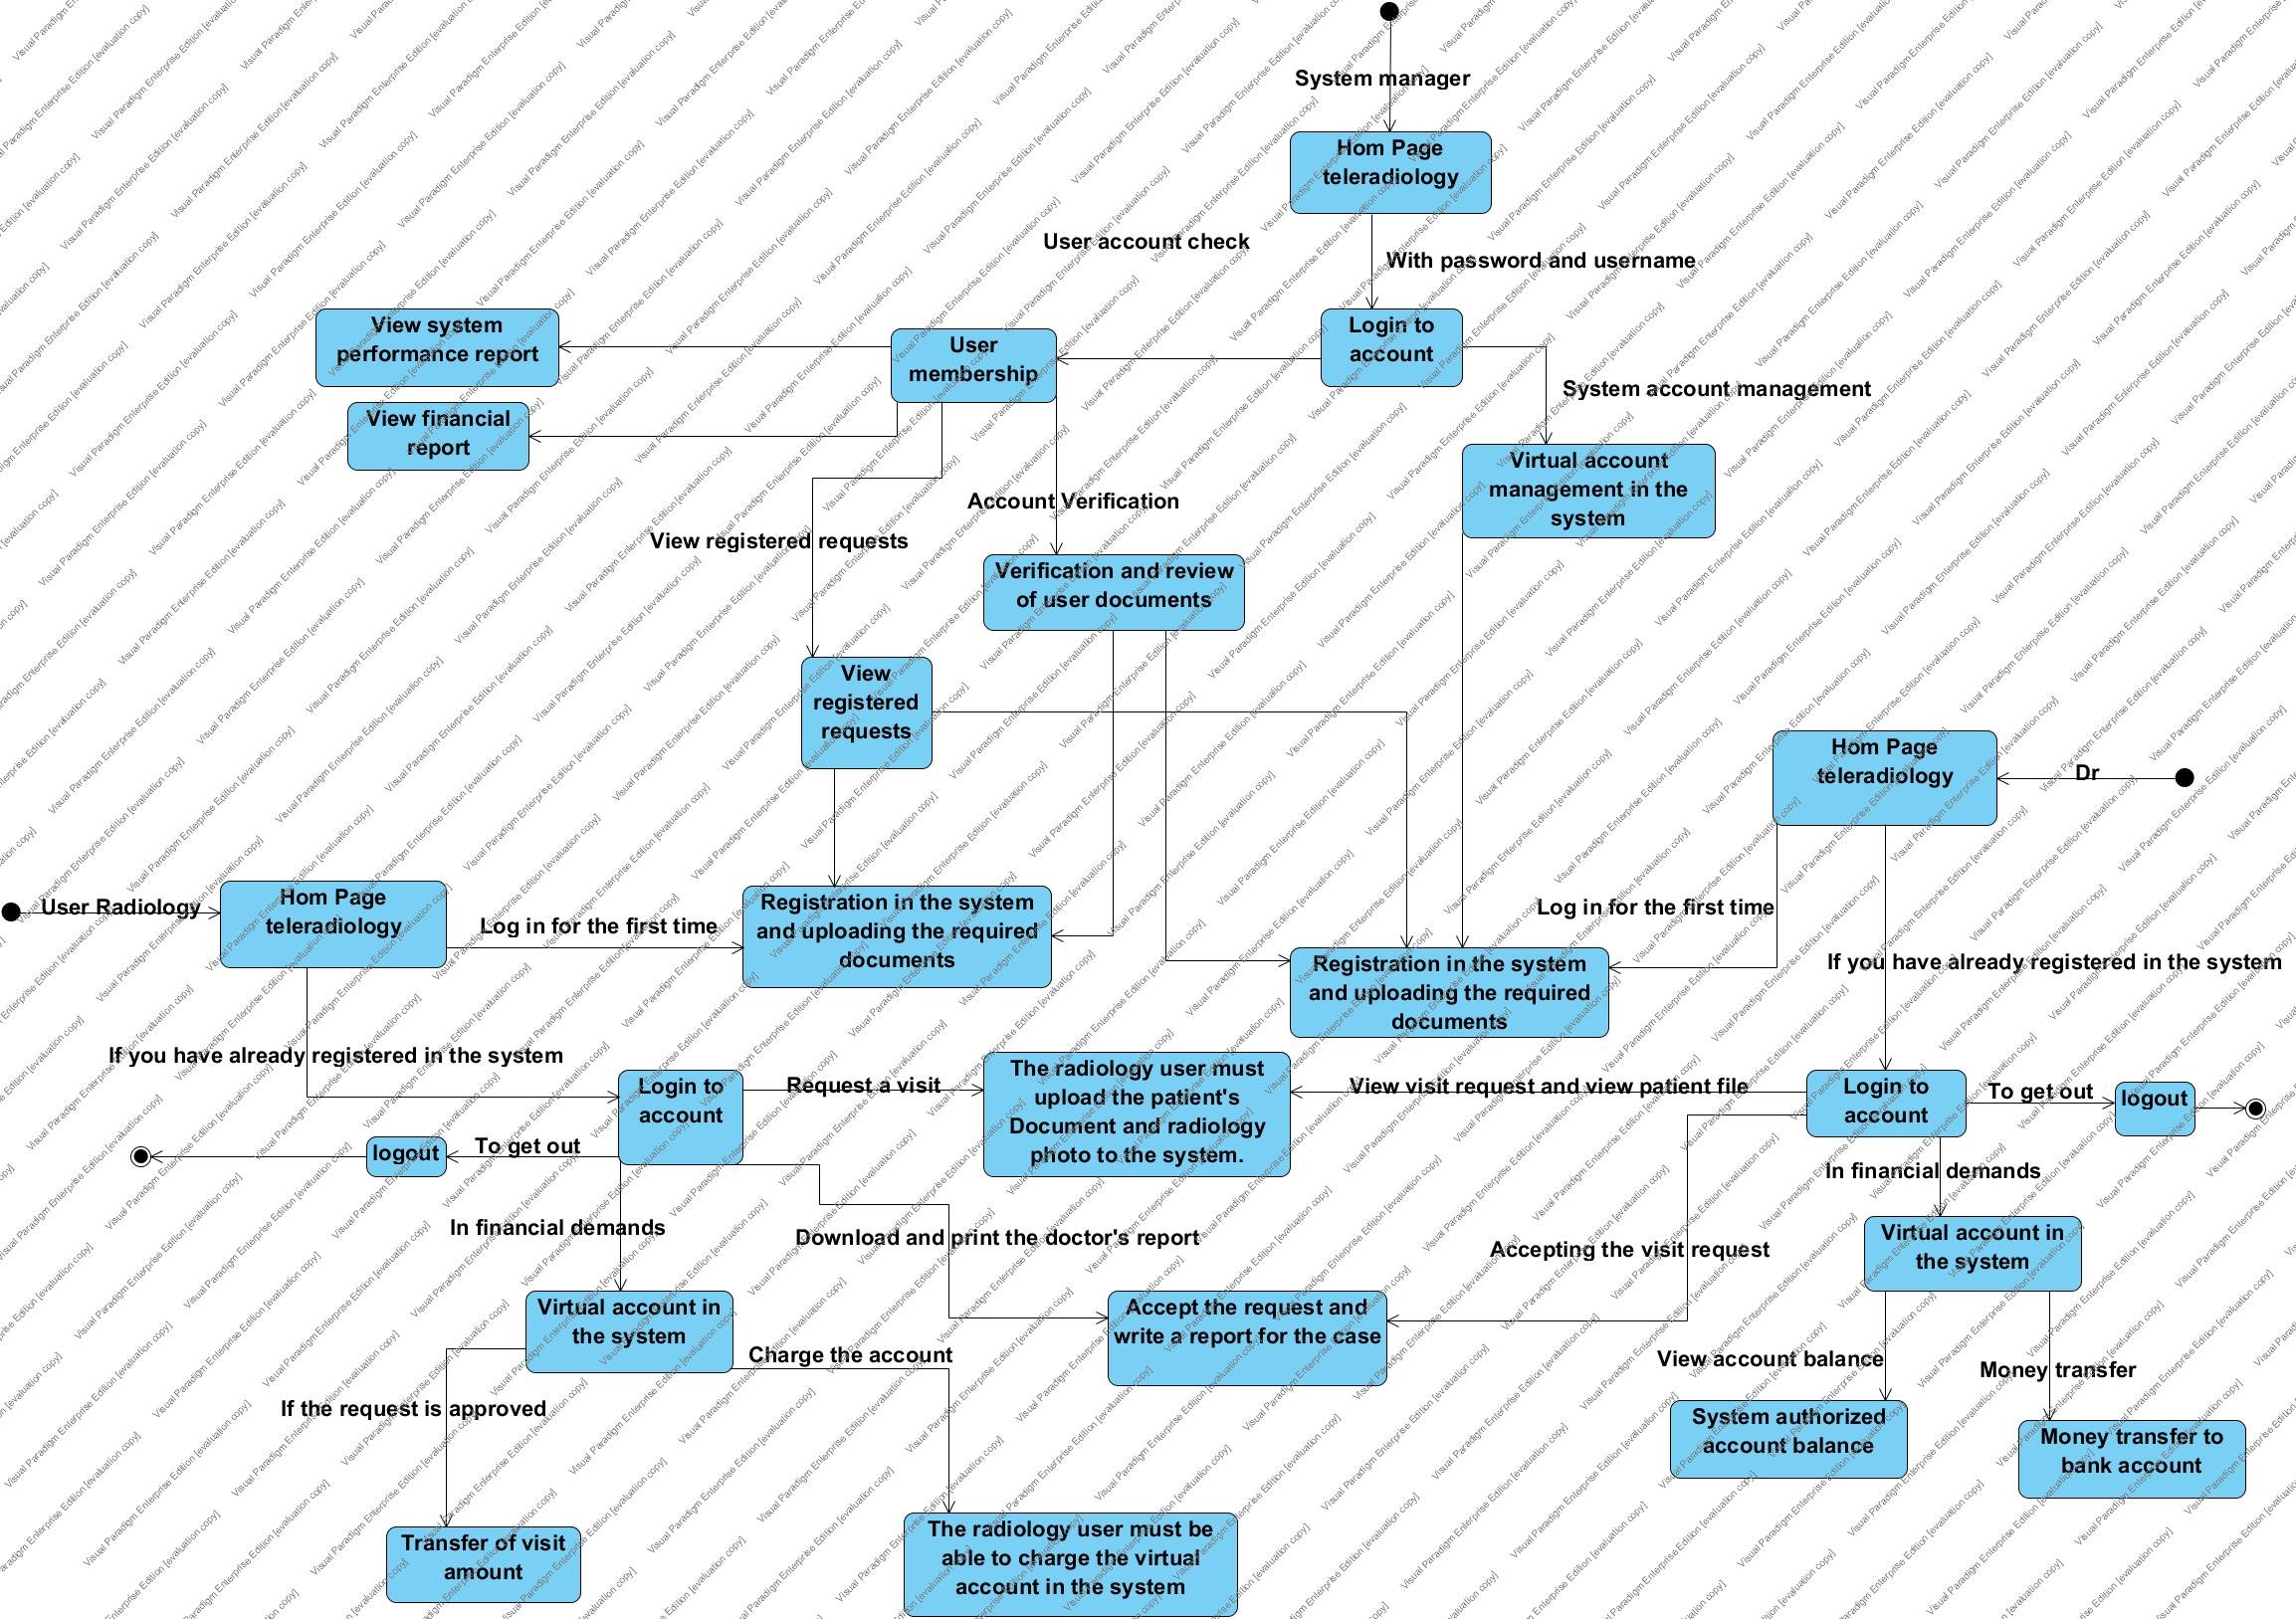 System manager
Hom Page
teleradiology
User account check
With password and username
View system
performance report
User
membership
Login to
account
System account management
View financial
report
Virtual account
management in the
system
Account Verification
View registered requests
Verification and review
of user documents
View
registered
requests
Hom Page
teleradiology
Dr
User Radiology
Hom Page
teleradiology
Log in for the first time
Registration in the system
and uploading the required
documents
Log in for the first time
Registration in the system
and uploading the required
documents
If you have already registered in the system
If you have already registered in the system
Login to
account
Request a visit
The radiology user must
upload the patient's
Document and radiology
photo to the system.
View visit request and view patient file
Login to
account
To get out
logout
logout
To get out
In financial demands
In financial demands
Download and print the doctor's report
Accepting the visit request
Virtual account in
the system
Virtual account in
the system
Accept the request and
write a report for the case
Charge the account
View account balance
Money transfer
If the request is approved
System authorized
account balance
Money transfer to
bank account
Transfer of visit
amount
The radiology user must be
able to charge the virtual
account in the system
Visual Paradigm Enterprise Edition [evaluation copy]